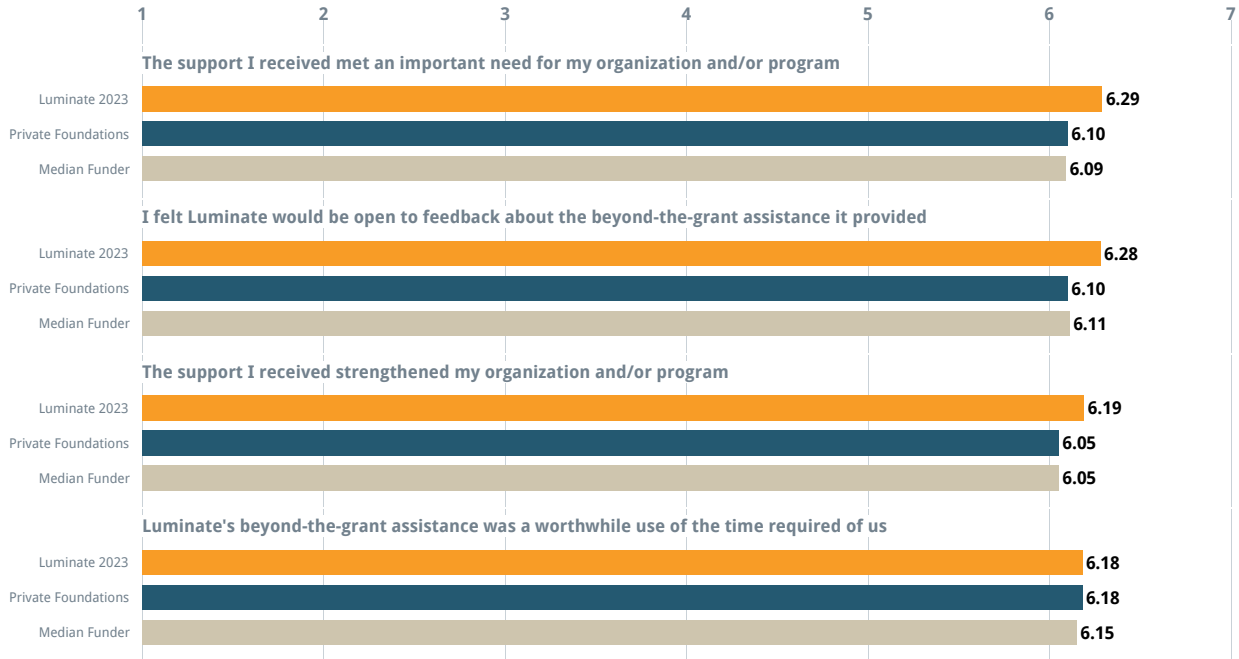 1 2 3 4 5 6 7
The support I received met an important need for my organization and/or program
Luminate 2023 6.29
Private Foundations 6.10
Median Funder 6.09
I felt Luminate would be open to feedback about the beyond-the-grant assistance it provided
Luminate 2023 6.28
Private Foundations 6.10
Median Funder 6.11
The support I received strengthened my organization and/or program
Luminate 2023 6.19
Private Foundations 6.05
Median Funder 6.05
Luminate's beyond-the-grant assistance was a worthwhile use of the time required of us
Luminate 2023 6.18
Private Foundations 6.18
Median Funder 6.15